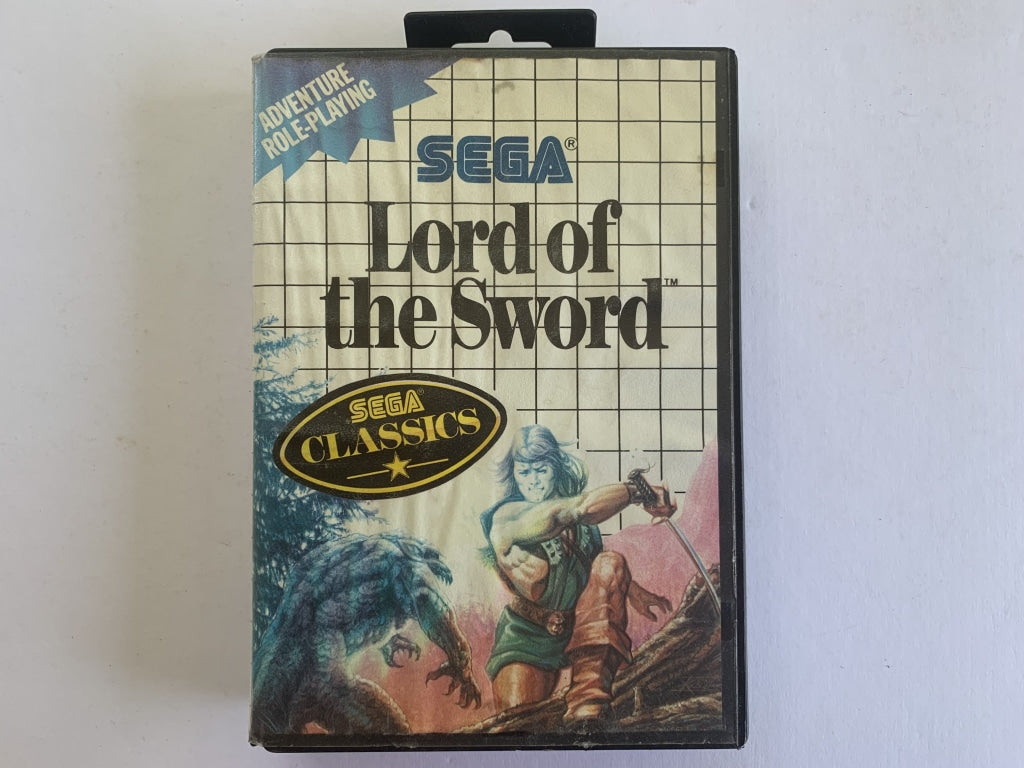 ADVENTURE
ROLE-PLAYING
SEGA®
Lord of
the Sword™
SEGA®
CLASSICS